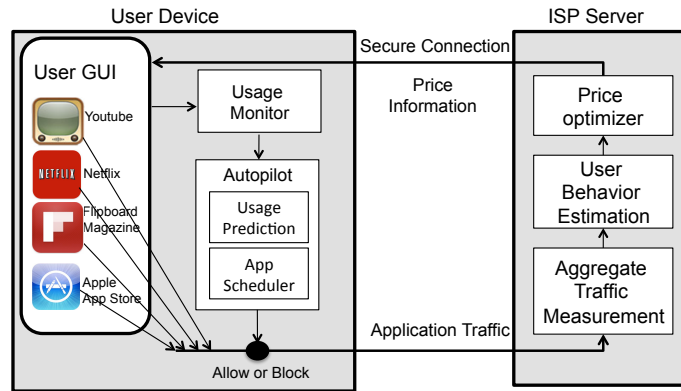 User Device
ISP Server
User GUI
Youtube
NETFLIX
Netflix
Flipboard
Magazine
Apple
App Store
Usage
Monitor
Autopilot
Usage
Prediction
App
Scheduler
Allow or Block
Secure Connection
Price
Information
Application Traffic
Price
optimizer
User
Behavior
Estimation
Aggregate
Traffic
Measurement